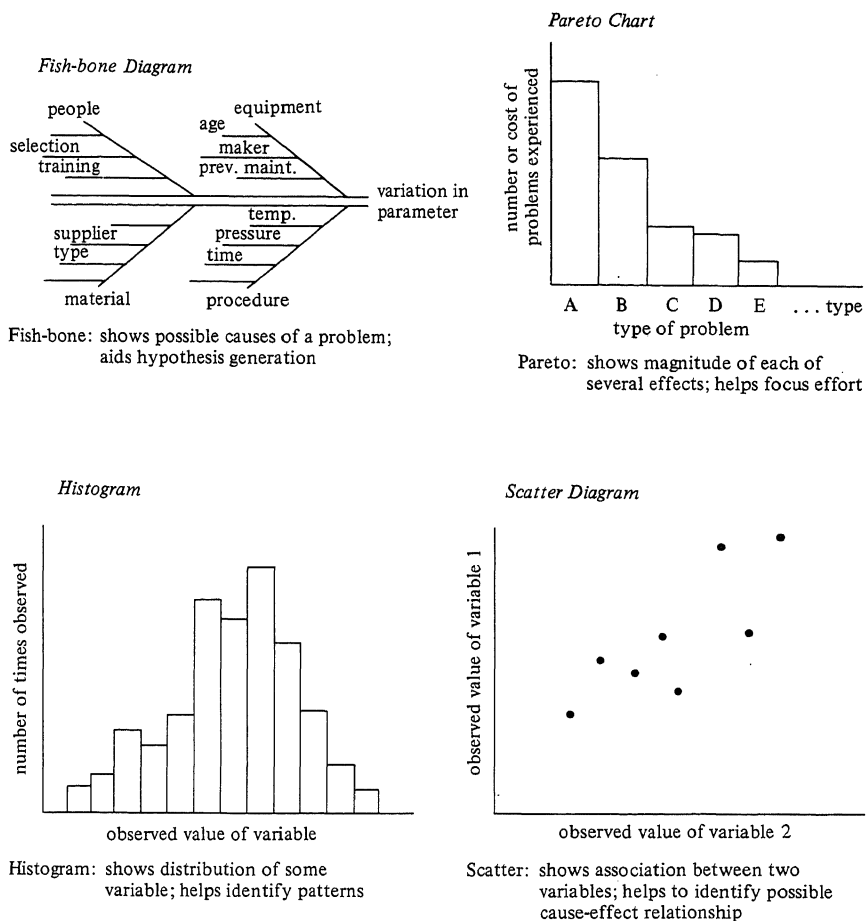 Fish-bone Diagram
people
equipment
age
selection
maker
training
prev. maint.
variation in
parameter
temp.
supplier
pressure
type
time
material
procedure
Fish-bone: shows possible causes of a problem;
aids hypothesis generation
Pareto Chart
number or cost of
problems experienced
A B C D E ... type
type of problem
Pareto: shows magnitude of each of
several effects; helps focus effort
Histogram
number of times observed
observed value of variable
Histogram: shows distribution of some
variable; helps identify patterns
Scatter Diagram
observed value of variable 1
observed value of variable 2
Scatter: shows association between two
variables; helps to identify possible
cause-effect relationship